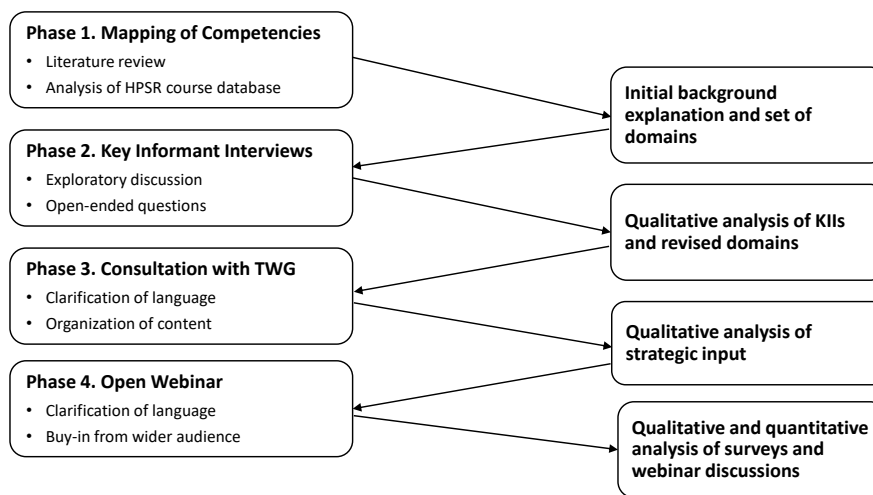 Phase 1. Mapping of Competencies
• Literature review
• Analysis of HPSR course database
Initial background
explanation and set of
domains
Phase 2. Key Informant Interviews
• Exploratory discussion
• Open-ended questions
Qualitative analysis of KIIs
and revised domains
Phase 3. Consultation with TWG
• Clarification of language
• Organization of content
Qualitative analysis of
strategic input
Phase 4. Open Webinar
• Clarification of language
• Buy-in from wider audience
Qualitative and quantitative
analysis of surveys and
webinar discussions